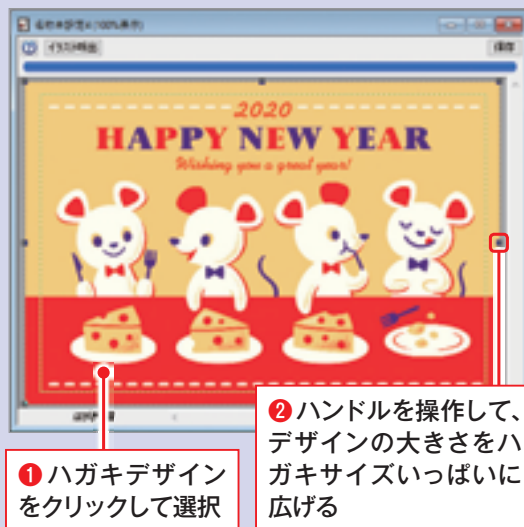 イラスト検出
保存
2020
HAPPY NEW YEAR
Wishing you a great year!
❶ハガキデザイン
をクリックして選択
❷ハンドルを操作して、
デザインの大きさをハ
ガキサイズいっぱいに
広げる